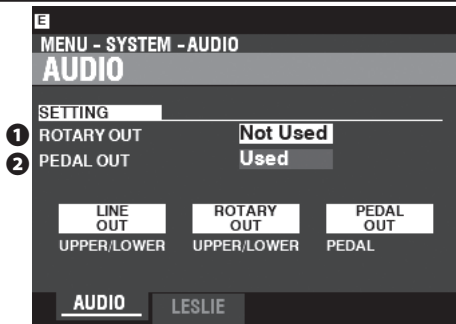 E
MENU - SYSTEM - AUDIO
AUDIO
SETTING
1 ROTARY OUT Not Used
2 PEDAL OUT Used
LINE OUT ROTARY OUT PEDAL OUT
UPPER/LOWER UPPER/LOWER PEDAL
AUDIO LESLIE